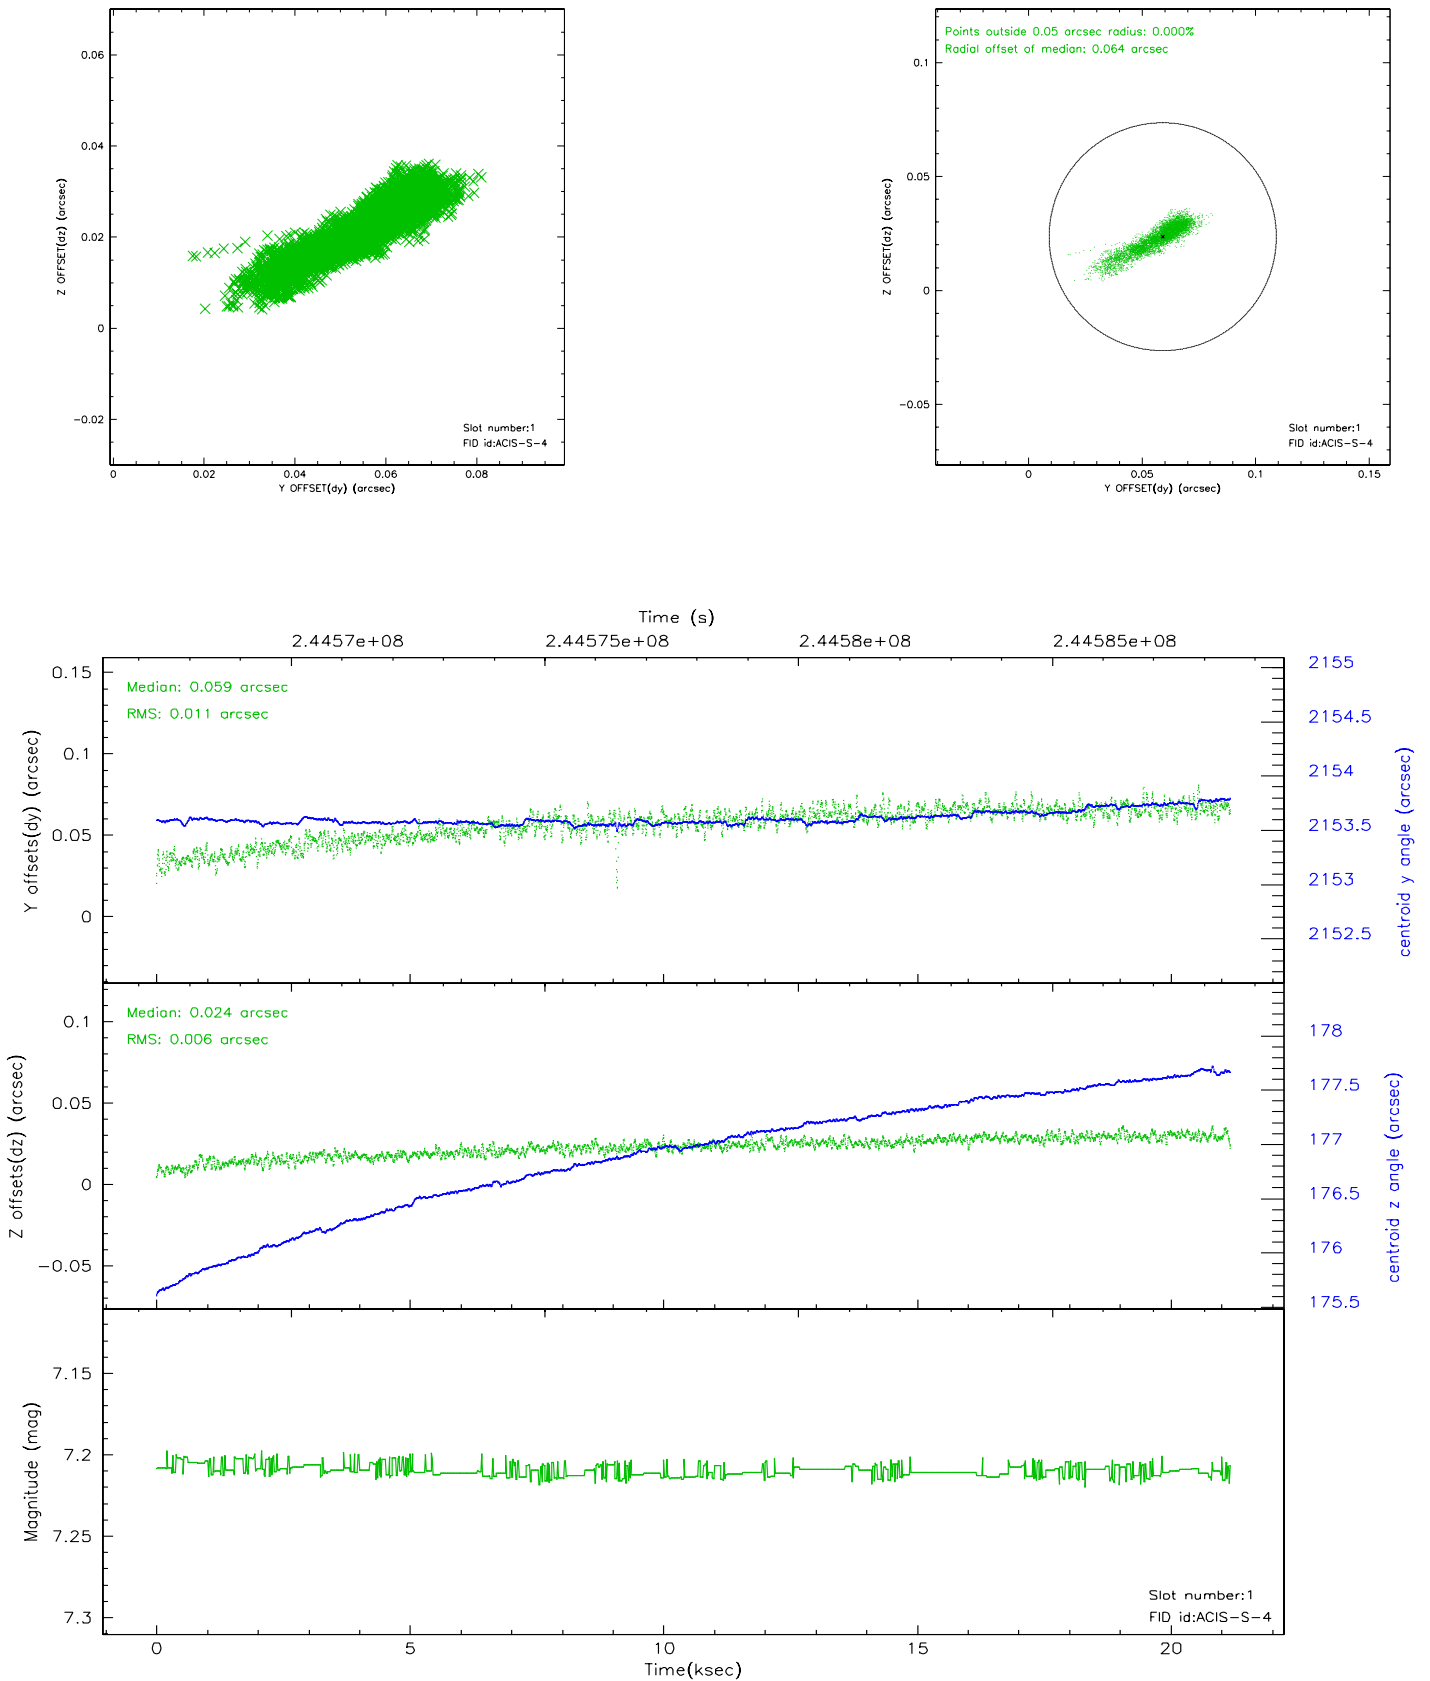 0.06
0.04
0.02
0
−0.02
Z OFFSET(dz) (arcsec)
Slot number:1
FID id:ACIS−S−4
0 0.02 0.04 0.06 0.08
Y OFFSET(dy) (arcsec)
Points outside 0.05 arcsec radius: 0.000%
Radial offset of median: 0.064 arcsec
0.1
0.05
0
−0.05
Z OFFSET(dz) (arcsec)
Slot number:1
FID id:ACIS−S−4
0 0.05 0.1 0.15
Y OFFSET(dy) (arcsec)
Time (s)
2.4457e+08 2.44575e+08 2.4458e+08 2.44585e+08
Median: 0.059 arcsec
RMS: 0.011 arcsec
0.15
0.1
0.05
0
Y offsets(dy) (arcsec)
2155
2154.5
2154
2153.5
2153
2152.5
centroid y angle (arcsec)
Median: 0.024 arcsec
RMS: 0.006 arcsec
0.1
0.05
0
−0.05
Z offsets(dz) (arcsec)
178
177.5
177
176.5
176
175.5
centroid z angle (arcsec)
7.15
7.2
7.25
7.3
Magnitude (mag)
Slot number:1
FID id:ACIS−S−4
0 5 10 15 20
Time(ksec)